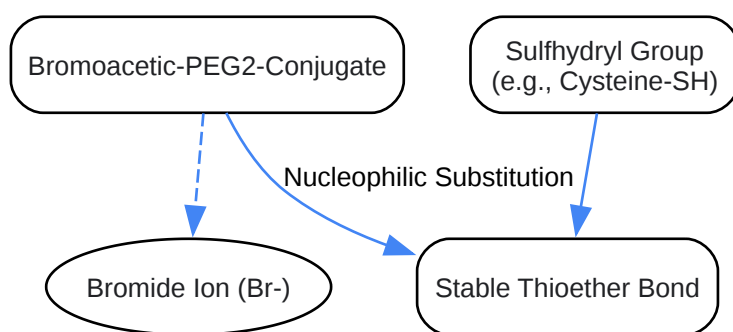 Bromoacetic-PEG2-Conjugate
Sulfhydryl Group
(e.g., Cysteine-SH)
Nucleophilic Substitution
Bromide Ion (Br-)
Stable Thioether Bond